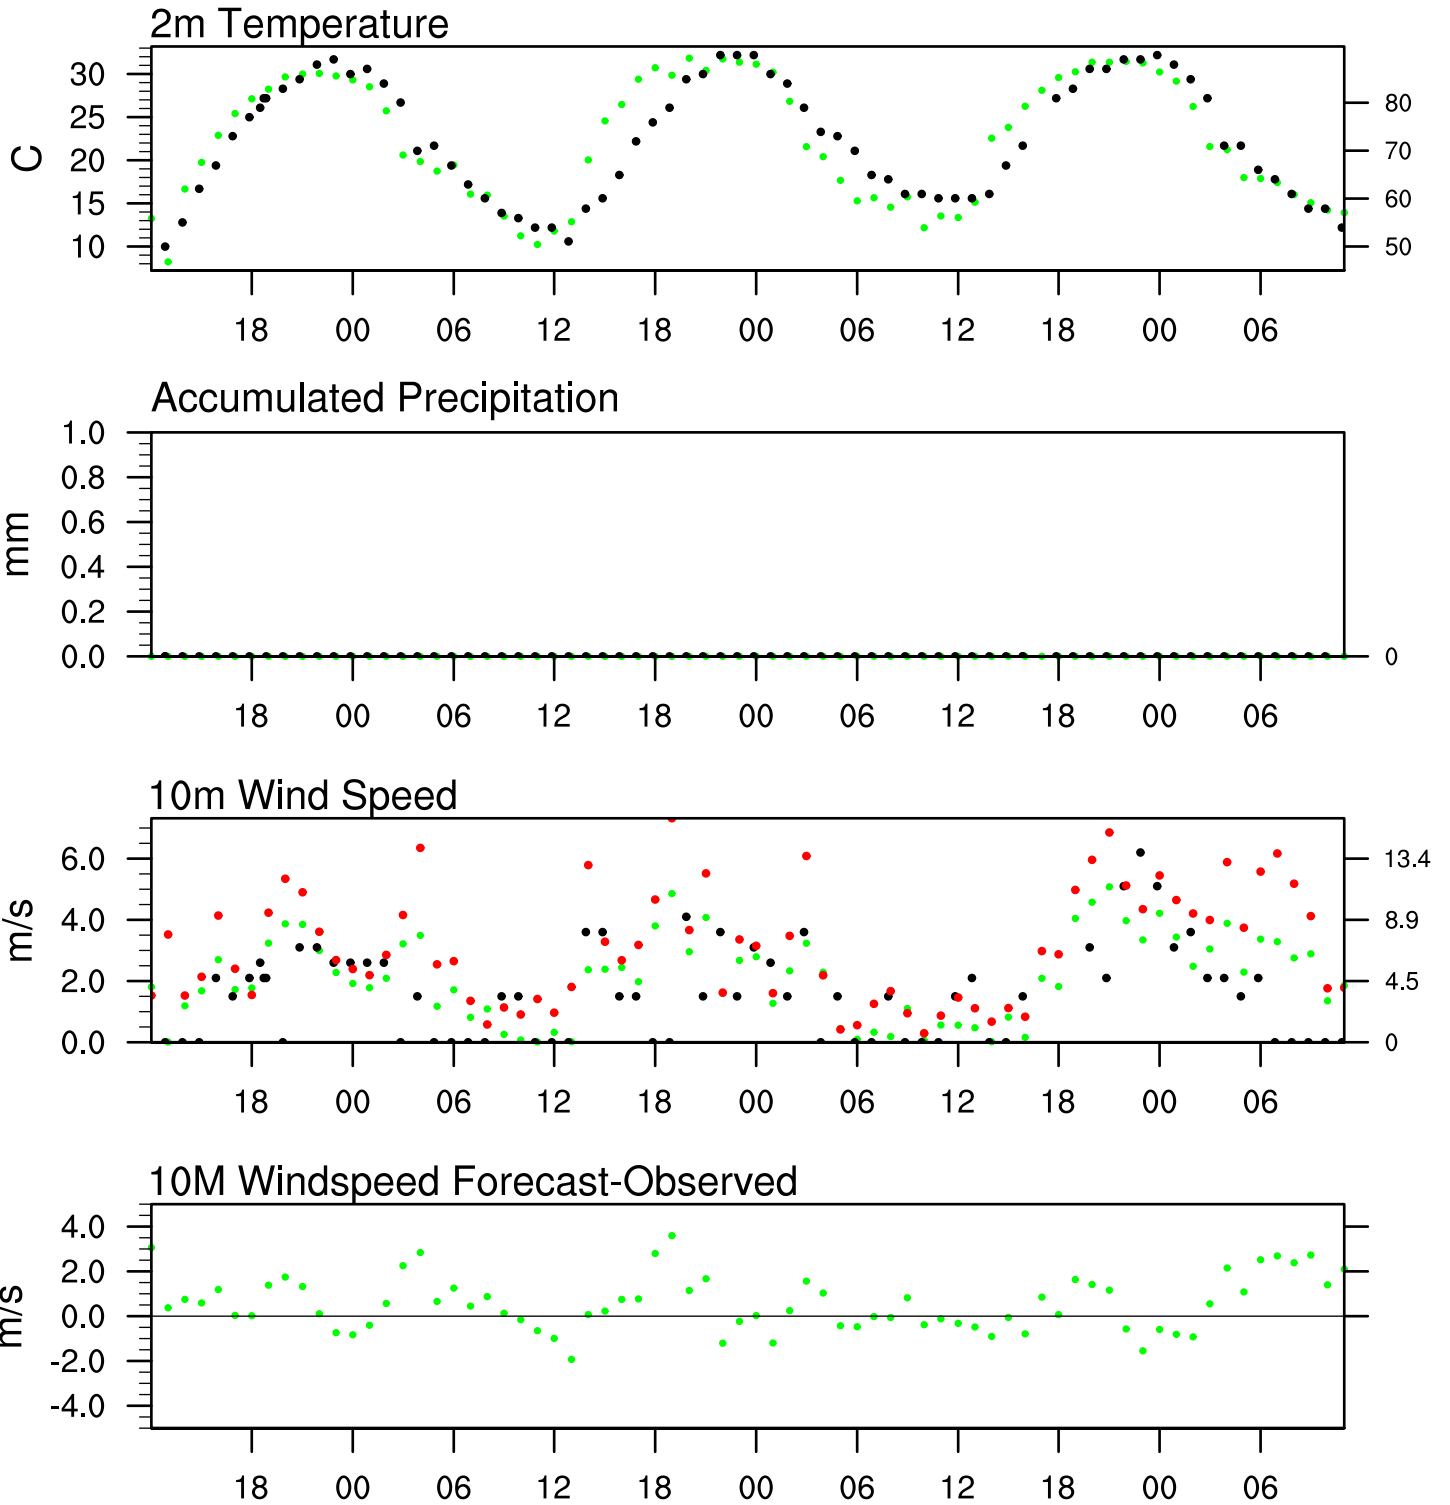 2m Temperature
30
25
20
15
10
C
80
70
60
50
18 00 06 12 18 00 06 12 18 00 06
Accumulated Precipitation
1.0
0.8
0.6
0.4
0.2
0.0
mm
0
18 00 06 12 18 00 06 12 18 00 06
10m Wind Speed
6.0
4.0
2.0
0.0
m/s
13.4
8.9
4.5
0
18 00 06 12 18 00 06 12 18 00 06
10M Windspeed Forecast-Observed
4.0
2.0
0.0
-2.0
-4.0
m/s
18 00 06 12 18 00 06 12 18 00 06